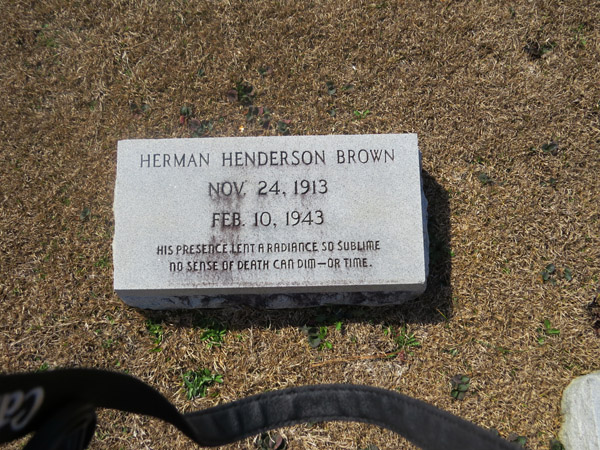 HERMAN HENDERSON BROWN
NOV. 24, 1913
FEB. 10, 1943
HIS PRESENCE LENT A RADIANCE SO SUBLIME
NO SENSE OF DEATH CAN DIM—OR TIME.